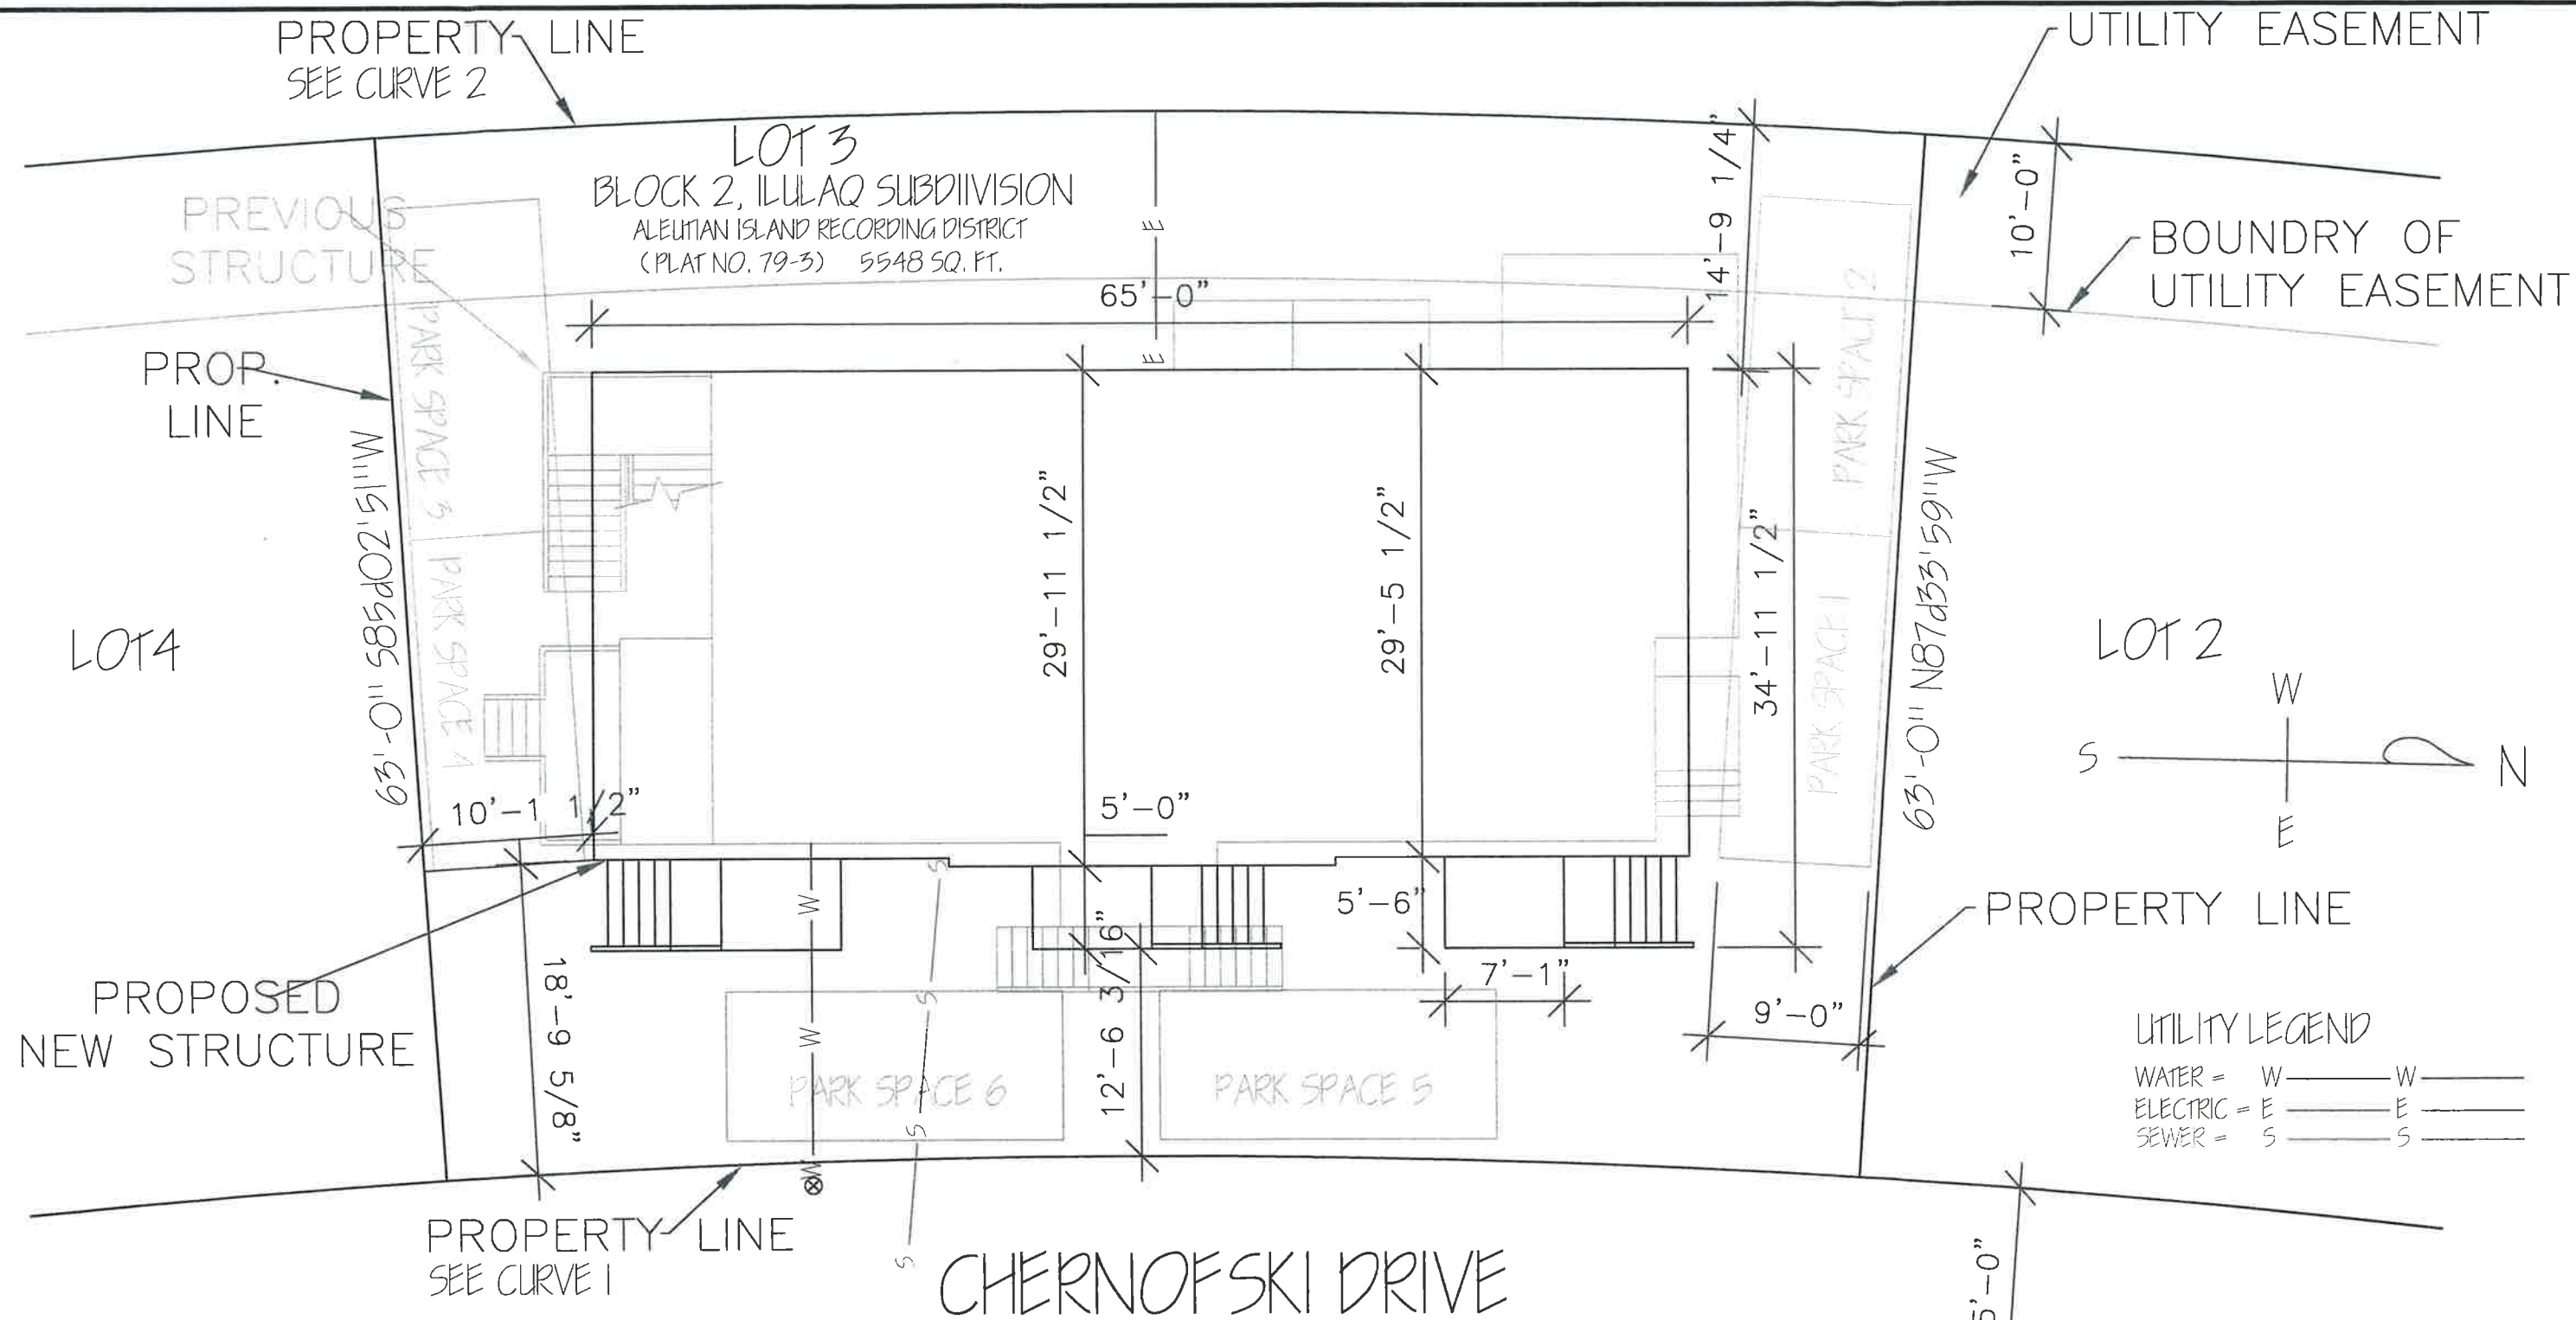 PROPERTY LINE
SEE CURVE 2
UTILITY EASEMENT
LOT 3
BLOCK 2, ILULAQ SUBDIIVISION
ALEUTIAN ISLAND RECORDING DISTRICT
(PLAT NO. 79-3) 5548 SQ. FT.
14'-9 1/4"
10'-0"
PREVIOUS
STRUCTURE
BOUNDRY OF
UTILITY EASEMENT
E
E
65'-0"
PROP.
LINE
PARK SPACE 3
PARK SPACE 4
63'-0" S85d02'51"W
29'-11 1/2"
29'-5 1/2"
34'-11 1/2"
PARK SPACE 2
PARK SPACE 1
63'-0" N87d33'59"W
LOT4
LOT 2
W
S
N
E
10'-1 1/2"
5'-0"
5'-6"
7'-1"
9'-0"
PROPERTY LINE
PROPOSED
NEW STRUCTURE
18'-9 5/8"
12'-6 3/16"
W
W
W
S
S
S
S
PARK SPACE 6
PARK SPACE 5
UTILITY LEGEND
WATER = W W
ELECTRIC = E E
SEWER = S S
PROPERTY LINE
SEE CURVE 1
CHERNOFSKI DRIVE
5'-0"